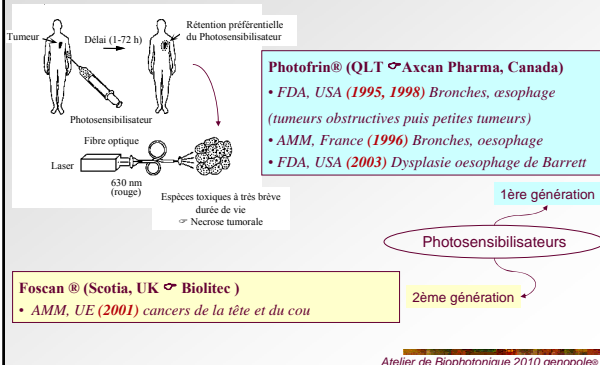 Tumeur
Délai (1-72 h)
Rétention préférentielle
du Photosensibilisateur
Photosensibilisateur
Fibre optique
Laser
630 nm
(rouge)
Espèces toxiques à très brève
durée de vie
☞ Necrose tumorale
Photofrin® (QLT ☞Axcan Pharma, Canada)
• FDA, USA (1995, 1998) Bronches, œsophage
(tumeurs obstructives puis petites tumeurs)
• AMM, France (1996) Bronches, oesophage
• FDA, USA (2003) Dysplasie oesophage de Barrett
1ère génération
Photosensibilisateurs
2ème génération
Foscan ® (Scotia, UK ☞ Biolitec )
• AMM, UE (2001) cancers de la tête et du cou
Atelier de Biophotonique 2010 genopole®